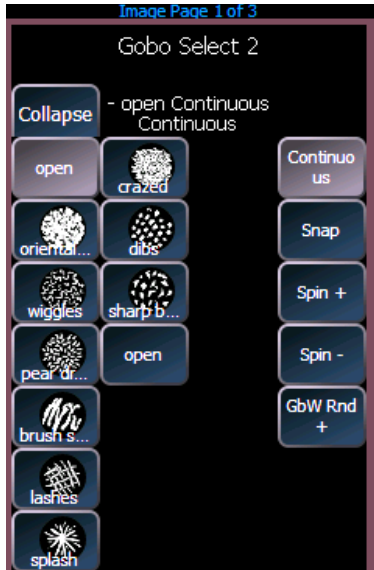 Image Page 1 of 3
Gobo Select 2
Collapse
- open Continuous
Continuous
open
crazed
Continuo
us
oriental...
dibs
Snap
wiggles
sharp b...
Spin +
pear dr...
open
Spin -
brush s...
GbW Rnd
+
lashes
splash